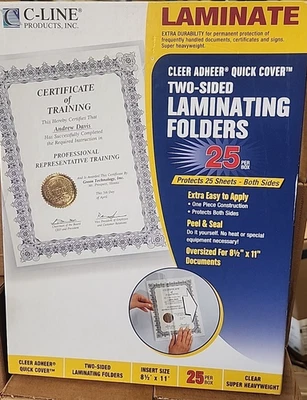 C-LINE®
PRODUCTS, INC.
LAMINATE
EXTRA DURABILITY for permanent protection of
frequently handled documents, certificates and signs.
Super heavyweight.
CLEER ADHEER® QUICK COVER™
TWO-SIDED
LAMINATING
FOLDERS
25 PER BOX
Protects 25 Sheets - Both Sides
Extra Easy to Apply
• One Piece Construction
• Protects Both Sides
Peel & Seal
Do it yourself. No heat or special
equipment necessary!
Oversized For 8½" x 11"
Documents
CERTIFICATE
of
TRAINING
This Hereby Certifies That
Andrew Davis
Has Successfully Completed
the Required Instruction in
PROFESSIONAL
REPRESENTATIVE TRAINING
CLEER ADHEER®
QUICK COVER™
TWO-SIDED
LAMINATING FOLDERS
INSERT SIZE
8½" x 11"
25 PER BOX
CLEAR
SUPER HEAVYWEIGHT